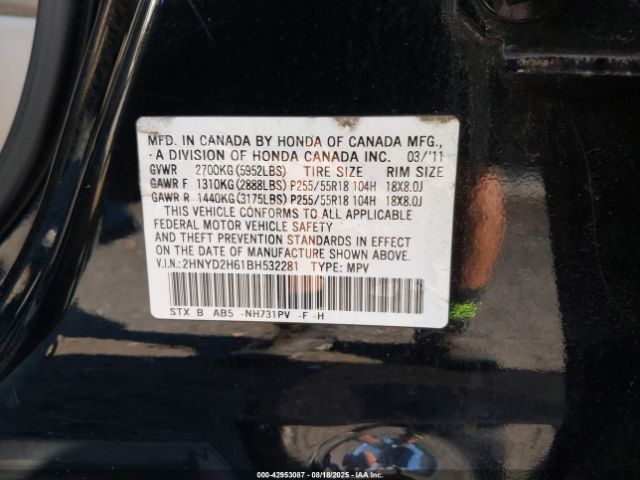 MFD. IN CANADA BY HONDA OF CANADA MFG.,
A DIVISION OF HONDA CANADA INC. 03/'11
GVWR 2700KG(5952LBS) TIRE SIZE RIM SIZE
GAWR F 1310KG(2888LBS) P255/55R18 104H 18X8.0J
GAWR R 1440KG(3175LBS) P255/55R18 104H 18X8.0J
THIS VEHICLE CONFORMS TO ALL APPLICABLE
FEDERAL MOTOR VEHICLE SAFETY
AND THEFT PREVENTION STANDARDS IN EFFECT
ON THE DATE OF MANUFACTURE SHOWN ABOVE.
V.I.N.: 2HNYD2H61BH532281 TYPE: MPV
STX B AB5 -NH731PV -F -H
000-42953087 - 08/18/2025 - IAAI.COM